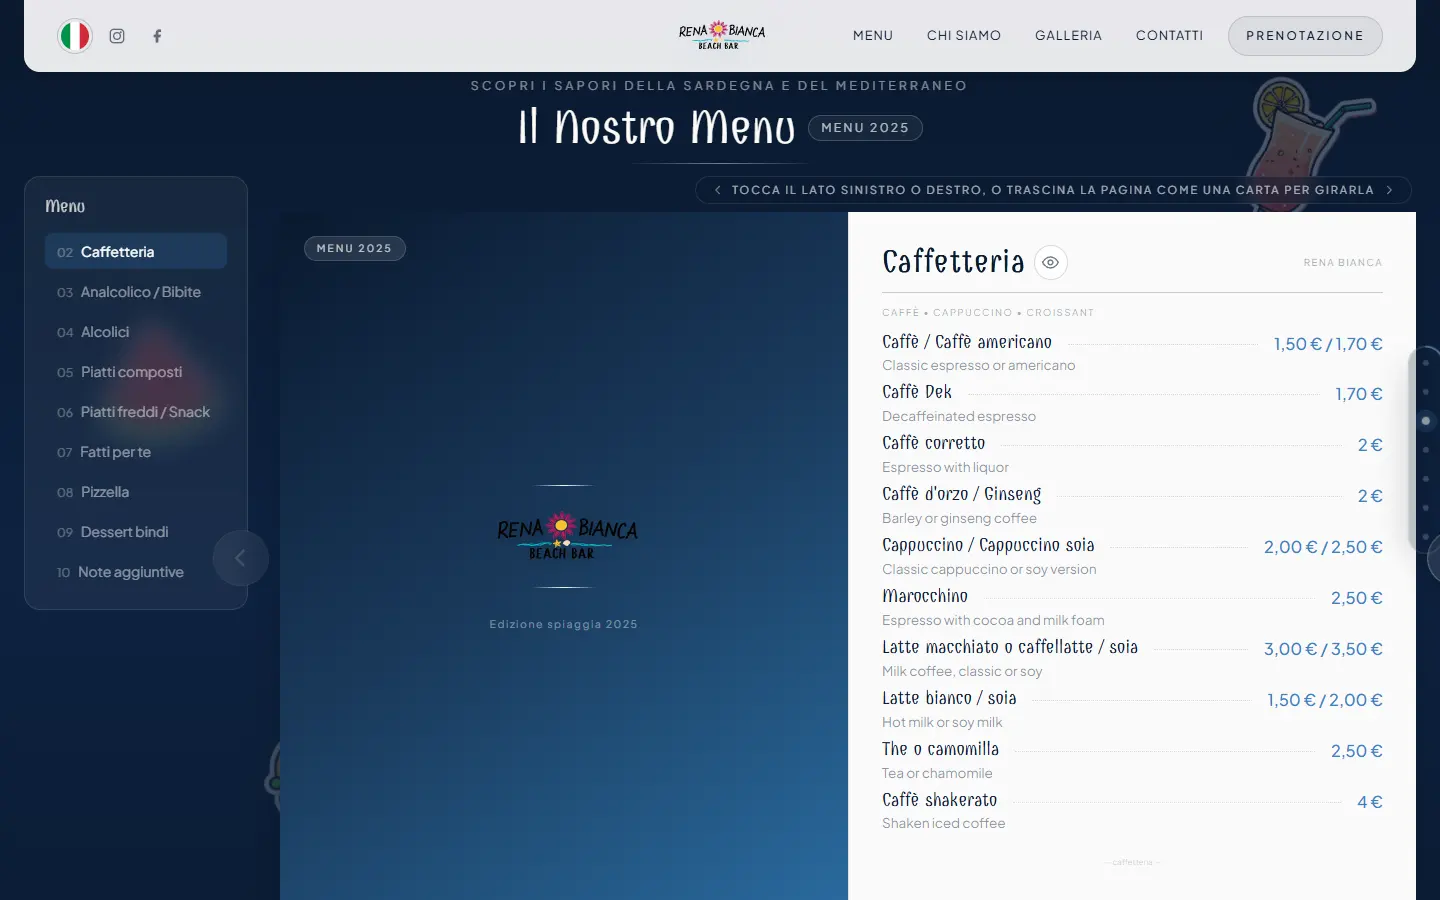 RENA BIANCA
BEACH BAR
MENU
CHI SIAMO
GALLERIA
CONTATTI
PRENOTAZIONE
SCOPRI I SAPORI DELLA SARDEGNA E DEL MEDITERRANEO
Il Nostro Menu
MENU 2025
TOCCA IL LATO SINISTRO O DESTRO, O TRASCINA LA PAGINA COME UNA CARTA PER GIRARLA
Menu
02 Caffetteria
03 Analcolico / Bibite
04 Alcolici
05 Piatti composti
06 Piatti freddi / Snack
07 Fatti per te
08 Pizzella
09 Dessert bindi
10 Note aggiuntive
MENU 2025
RENA BIANCA
BEACH BAR
Edizione spiaggia 2025
Caffetteria
RENA BIANCA
CAFFÈ • CAPPUCCINO • CROISSANT
Caffè / Caffè americano 1,50 € / 1,70 €
Classic espresso or americano
Caffè Dek 1,70 €
Decaffeinated espresso
Caffè corretto 2 €
Espresso with liquor
Caffè d'orzo / Ginseng 2 €
Barley or ginseng coffee
Cappuccino / Cappuccino soia 2,00 € / 2,50 €
Classic cappuccino or soy version
Marocchino 2,50 €
Espresso with cocoa and milk foam
Latte macchiato o caffellatte / soia 3,00 € / 3,50 €
Milk coffee, classic or soy
Latte bianco / soia 1,50 € / 2,00 €
Hot milk or soy milk
The o camomilla 2,50 €
Tea or chamomile
Caffè shakerato 4 €
Shaken iced coffee
— caffetteria —